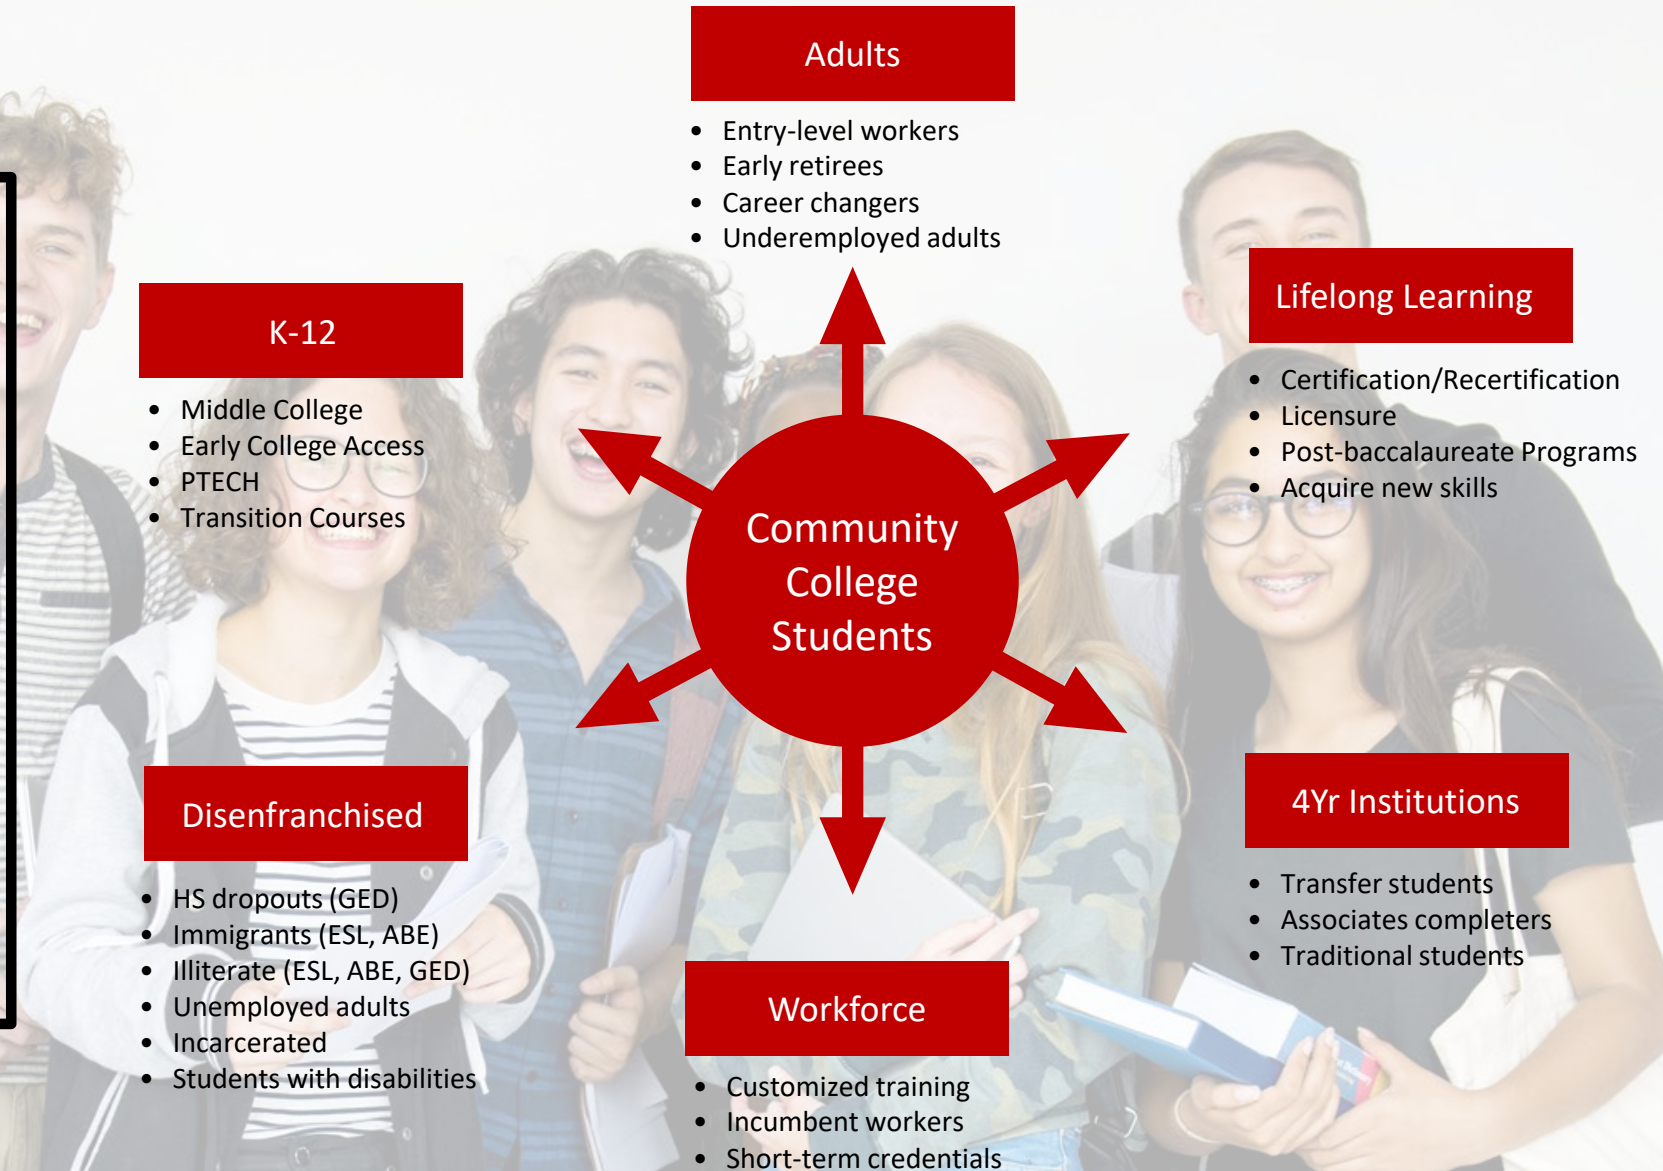 Adults
• Entry-level workers
• Early retirees
• Career changers
• Underemployed adults
K-12
• Middle College
• Early College Access
• PTECH
• Transition Courses
Lifelong Learning
• Certification/Recertification
• Licensure
• Post-baccalaureate Programs
• Acquire new skills
Community
College
Students
Disenfranchised
• HS dropouts (GED)
• Immigrants (ESL, ABE)
• Illiterate (ESL, ABE, GED)
• Unemployed adults
• Incarcerated
• Students with disabilities
4Yr Institutions
• Transfer students
• Associates completers
• Traditional students
Workforce
• Customized training
• Incumbent workers
• Short-term credentials